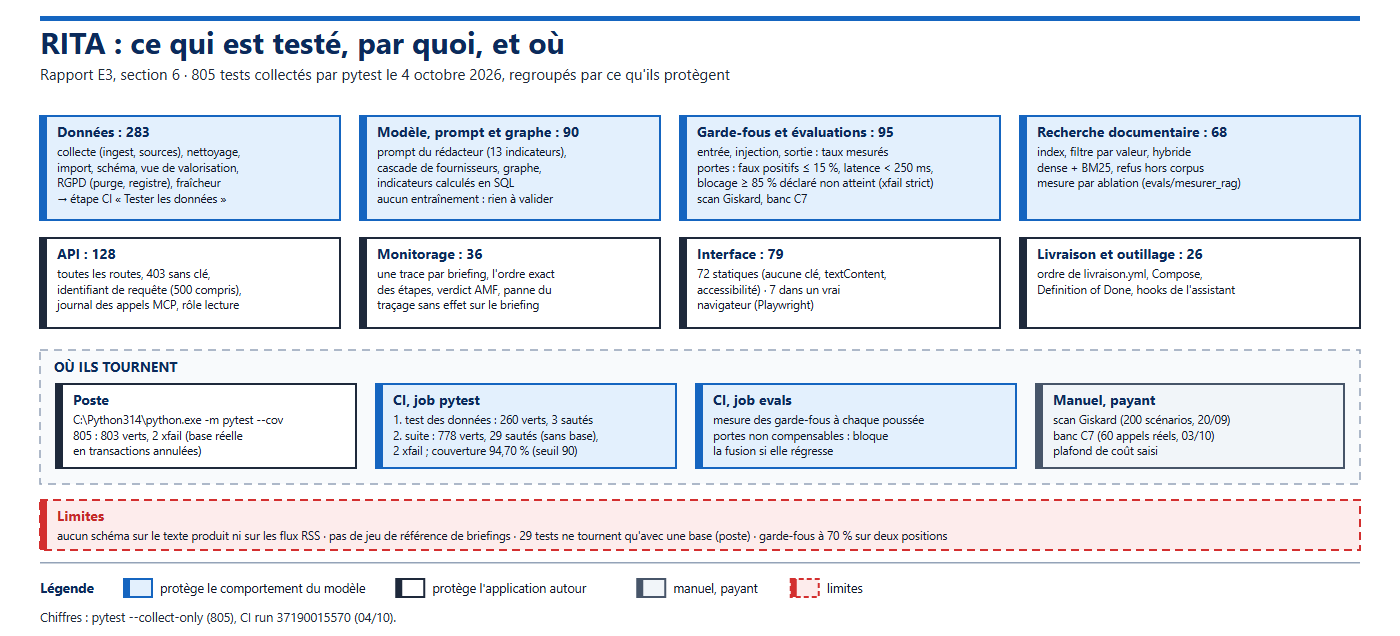 RITA : ce qui est testé, par quoi, et où
Rapport E3, section 6 · 805 tests collectés par pytest le 4 octobre 2026, regroupés par ce qu'ils protègent
Données : 283
collecte (ingest, sources), nettoyage,
import, schéma, vue de valorisation,
RGPD (purge, registre), fraîcheur
→ étape CI « Tester les données »
Modèle, prompt et graphe : 90
prompt du rédacteur (13 indicateurs),
cascade de fournisseurs, graphe,
indicateurs calculés en SQL
aucun entraînement : rien à valider
Garde-fous et évaluations : 95
entrée, injection, sortie : taux mesurés
portes : faux positifs ≤ 15 %, latence < 250 ms,
blocage ≥ 85 % déclaré non atteint (xfail strict)
scan Giskard, banc C7
Recherche documentaire : 68
index, filtre par valeur, hybride
dense + BM25, refus hors corpus
mesure par ablation (evals/mesurer_rag)
API : 128
toutes les routes, 403 sans clé,
identifiant de requête (500 compris),
journal des appels MCP, rôle lecture
Monitorage : 36
une trace par briefing, l'ordre exact
des étapes, verdict AMF, panne du
traçage sans effet sur le briefing
Interface : 79
72 statiques (aucune clé, textContent,
accessibilité) · 7 dans un vrai
navigateur (Playwright)
Livraison et outillage : 26
ordre de livraison.yml, Compose,
Definition of Done, hooks de l'assistant
OÙ ILS TOURNENT
Poste
C:\Python314\python.exe -m pytest --cov
805 : 803 verts, 2 xfail (base réelle
en transactions annulées)
CI, job pytest
1. test des données : 260 verts, 3 sautés
2. suite : 778 verts, 29 sautés (sans base),
2 xfail ; couverture 94,70 % (seuil 90)
CI, job evals
mesure des garde-fous à chaque poussée
portes non compensables : bloque
la fusion si elle régresse
Manuel, payant
scan Giskard (200 scénarios, 20/09)
banc C7 (60 appels réels, 03/10)
plafond de coût saisi
Limites
aucun schéma sur le texte produit ni sur les flux RSS · pas de jeu de référence de briefings · 29 tests ne tournent qu'avec une base (poste) · garde-fous à 70 % sur deux positions
Légende
protège le comportement du modèle
protège l'application autour
manuel, payant
limites
Chiffres : pytest --collect-only (805), CI run 37190015570 (04/10).